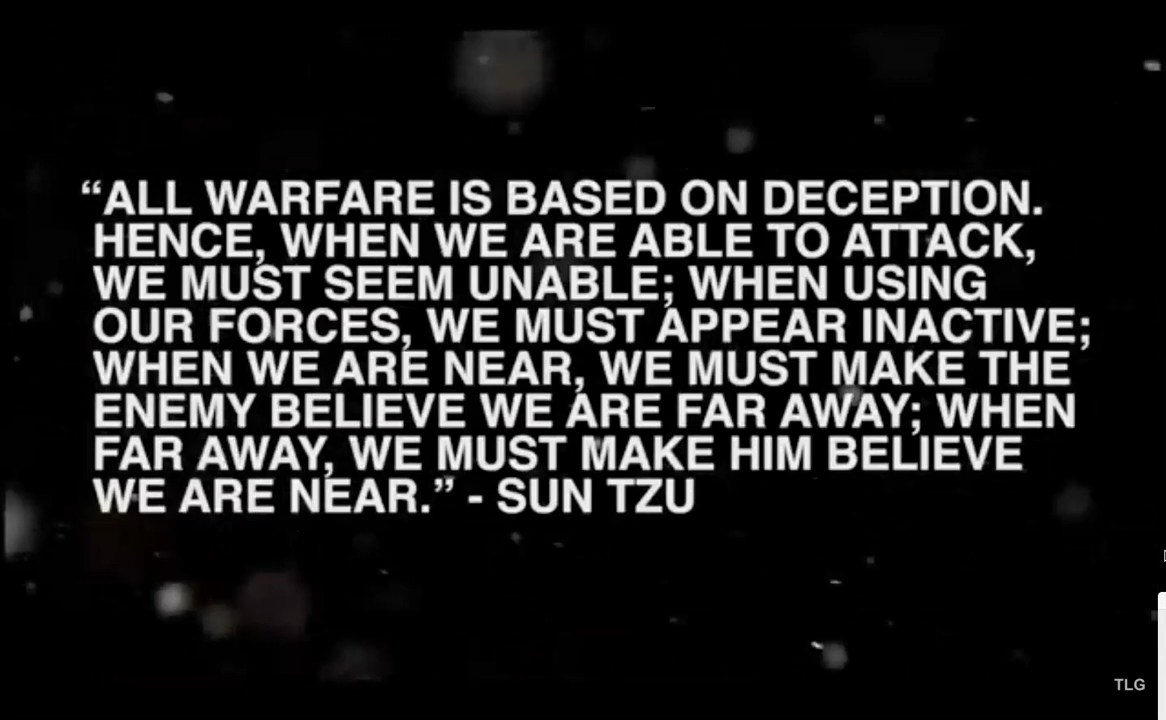 “ALL WARFARE IS BASED ON DECEPTION.
HENCE, WHEN WE ARE ABLE TO ATTACK,
WE MUST SEEM UNABLE; WHEN USING
OUR FORCES, WE MUST APPEAR INACTIVE;
WHEN WE ARE NEAR, WE MUST MAKE THE
ENEMY BELIEVE WE ARE FAR AWAY; WHEN
FAR AWAY, WE MUST MAKE HIM BELIEVE
WE ARE NEAR.” - SUN TZU
TLG